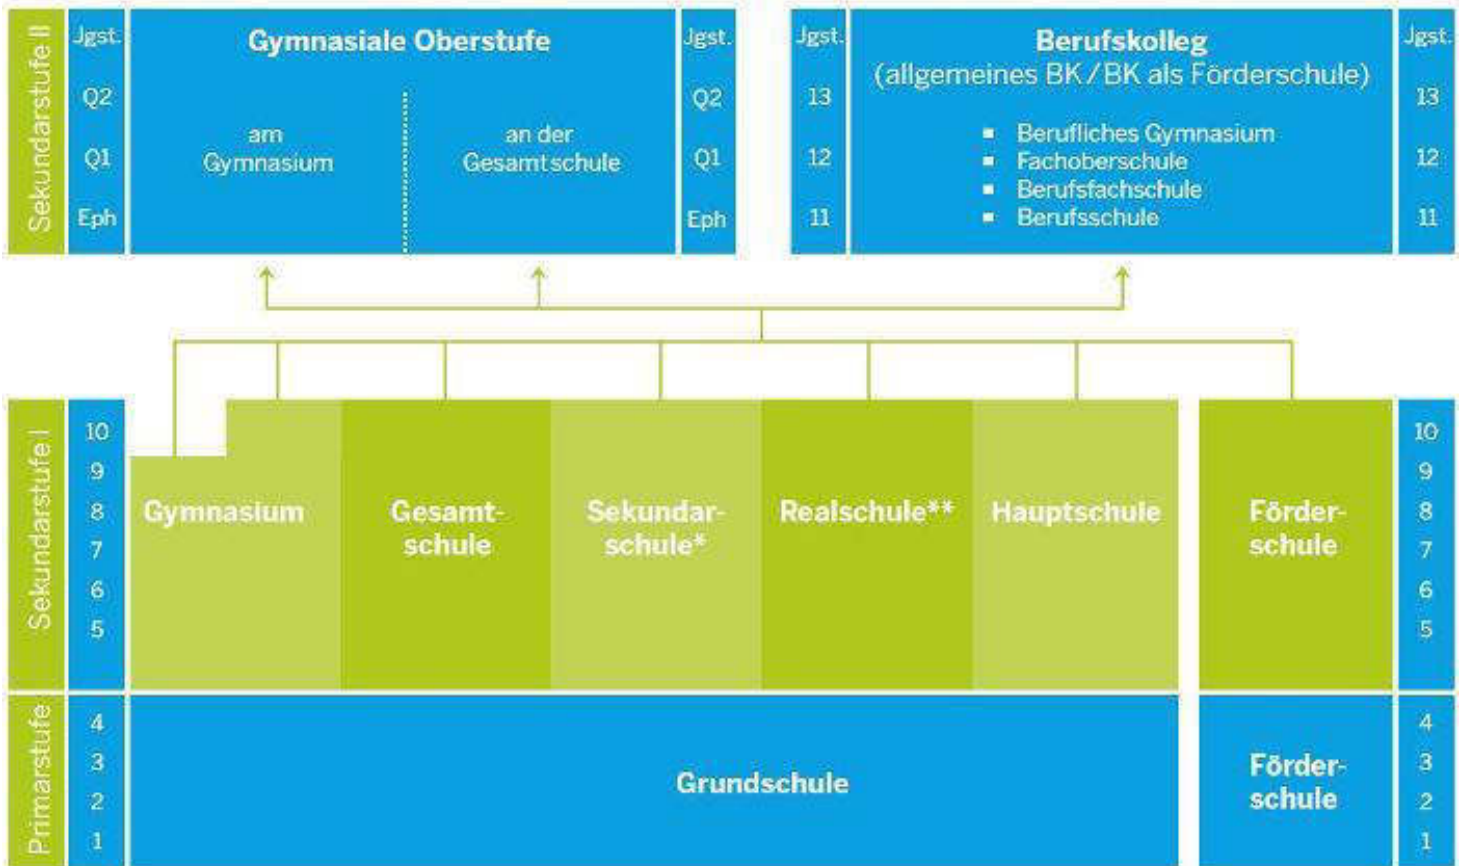 Sekundarstufe II
Jgst.
Q2
Q1
Eph
Gymnasiale Oberstufe
am
Gymnasium
an der
Gesamtschule
Jgst.
Q2
Q1
Eph
Jgst.
13
12
11
Berufskolleg
(allgemeines BK/BK als Förderschule)
▪ Berufliches Gymnasium
▪ Fachoberschule
▪ Berufsfachschule
▪ Berufsschule
Jgst.
13
12
11
Sekundarstufe I
10
9
8
7
6
5
Gymnasium
Gesamt-
schule
Sekundar-
schule*
Realschule**
Hauptschule
Förder-
schule
10
9
8
7
6
5
Primarstufe
4
3
2
1
Grundschule
Förder-
schule
4
3
2
1